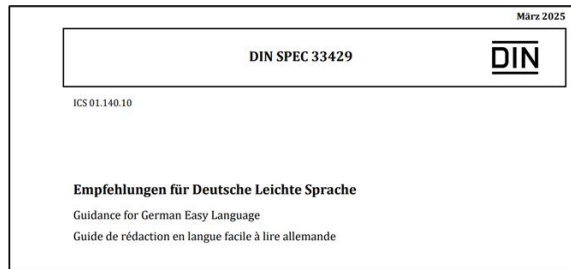 März 2025
DIN SPEC 33429
DIN
ICS 01.140.10
Empfehlungen für Deutsche Leichte Sprache
Guidance for German Easy Language
Guide de rédaction en langue facile à lire allemande